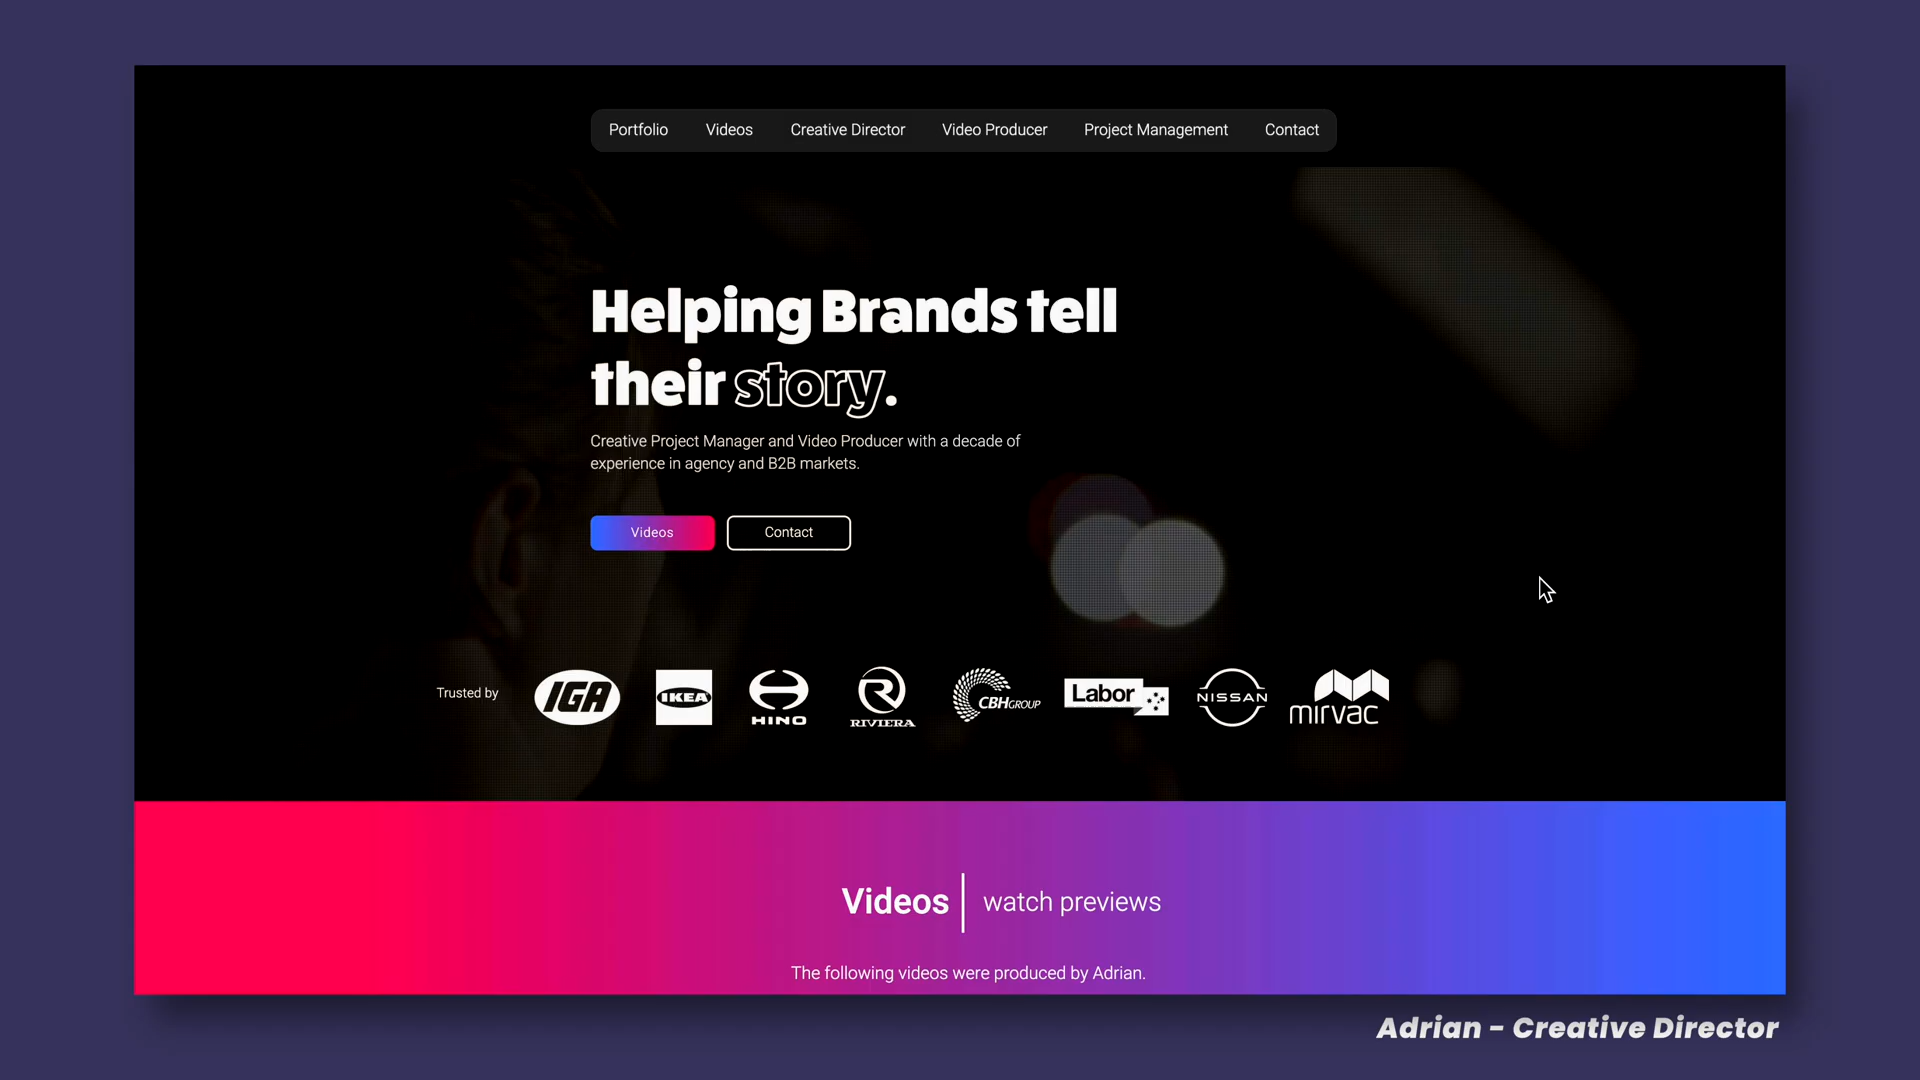 Portfolio Videos Creative Director Video Producer Project Management Contact
Helping Brands tell
their story.
Creative Project Manager and Video Producer with a decade of
experience in agency and B2B markets.
Videos Contact
Trusted by IGA IKEA HINO RIVIERA CBHGROUP Labor NISSAN mirvac
Videos | watch previews
The following videos were produced by Adrian.
Adrian - Creative Director